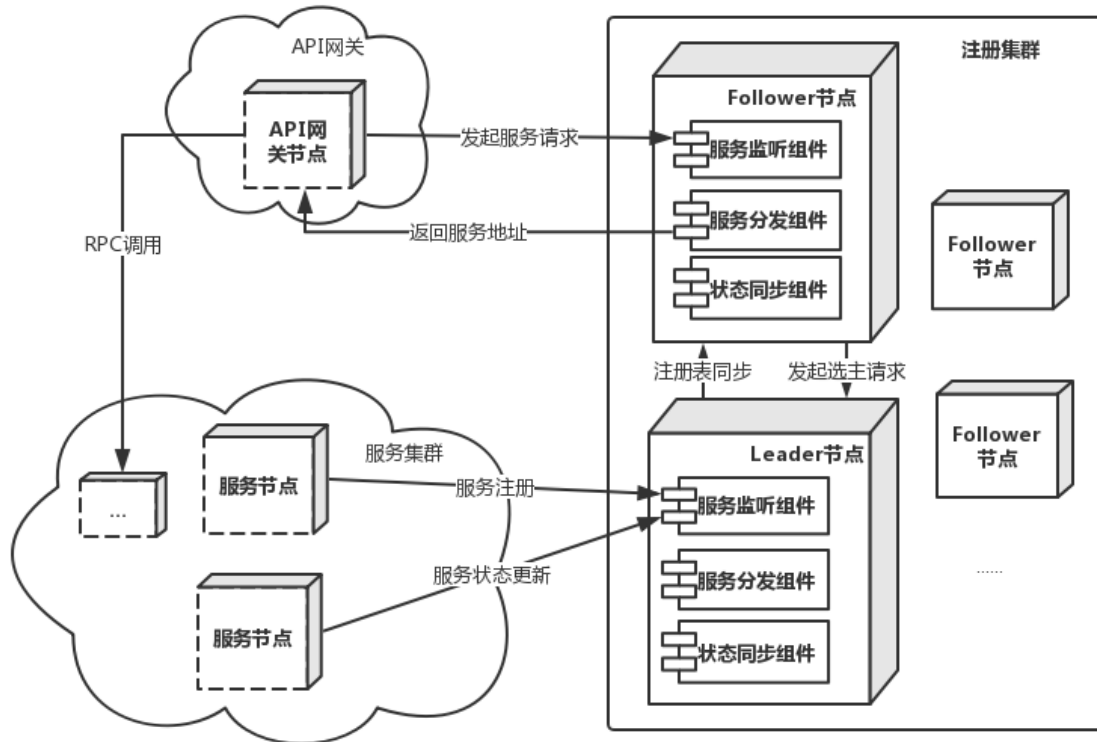 API网关
API网
关节点
发起服务请求
返回服务地址
RPC调用
注册集群
Follower节点
服务监听组件
服务分发组件
状态同步组件
Follower
节点
注册表同步
发起选主请求
Follower
节点
Leader节点
服务监听组件
服务分发组件
状态同步组件
......
服务集群
服务节点
服务注册
...
服务状态更新
服务节点